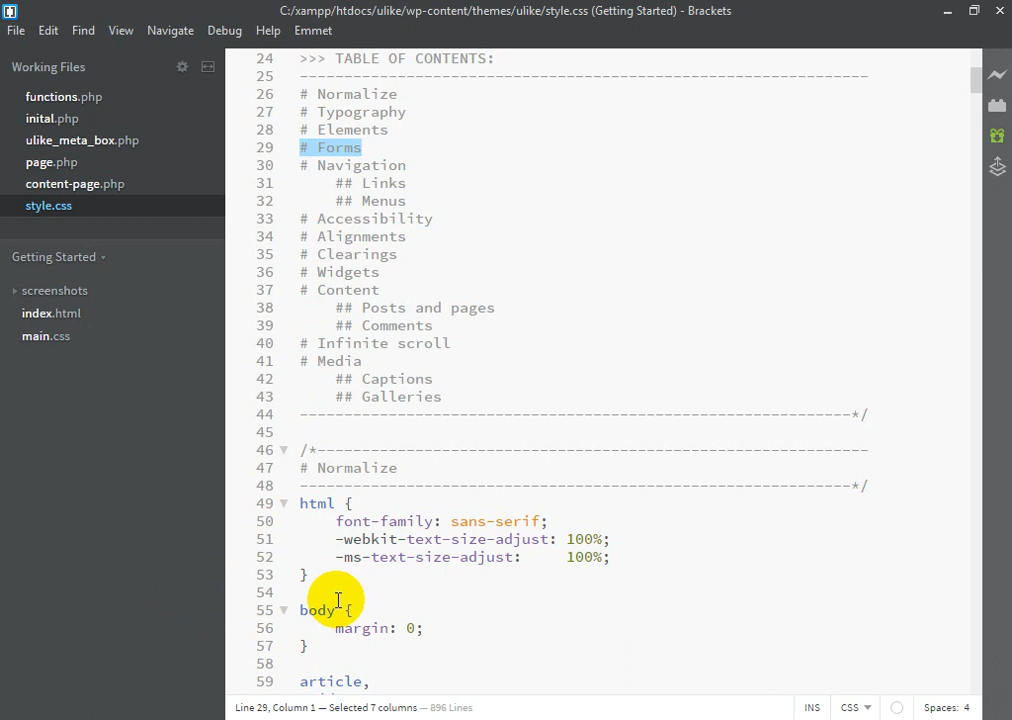 C:/xampp/htdocs/ulike/wp-content/themes/ulike/style.css (Getting Started) - Brackets
File Edit Find View Navigate Debug Help Emmet
Working Files
functions.php
inital.php
ulike_meta_box.php
page.php
content-page.php
style.css
Getting Started
screenshots
index.html
main.css
24 >>> TABLE OF CONTENTS:
25 ----------------------------------------------------------------
26 # Normalize
27 # Typography
28 # Elements
29 # Forms
30 # Navigation
31 ## Links
32 ## Menus
33 # Accessibility
34 # Alignments
35 # Clearings
36 # Widgets
37 # Content
38 ## Posts and pages
39 ## Comments
40 # Infinite scroll
41 # Media
42 ## Captions
43 ## Galleries
44 --------------------------------------------------------------*/
45
46 /*--------------------------------------------------------------
47 # Normalize
48 --------------------------------------------------------------*/
49 html {
50 font-family: sans-serif;
51 -webkit-text-size-adjust: 100%;
52 -ms-text-size-adjust:     100%;
53 }
54
55 body {
56 margin: 0;
57 }
58
59 article,
Line 29, Column 1 — Selected 7 columns — 896 Lines
INS CSS Spaces: 4